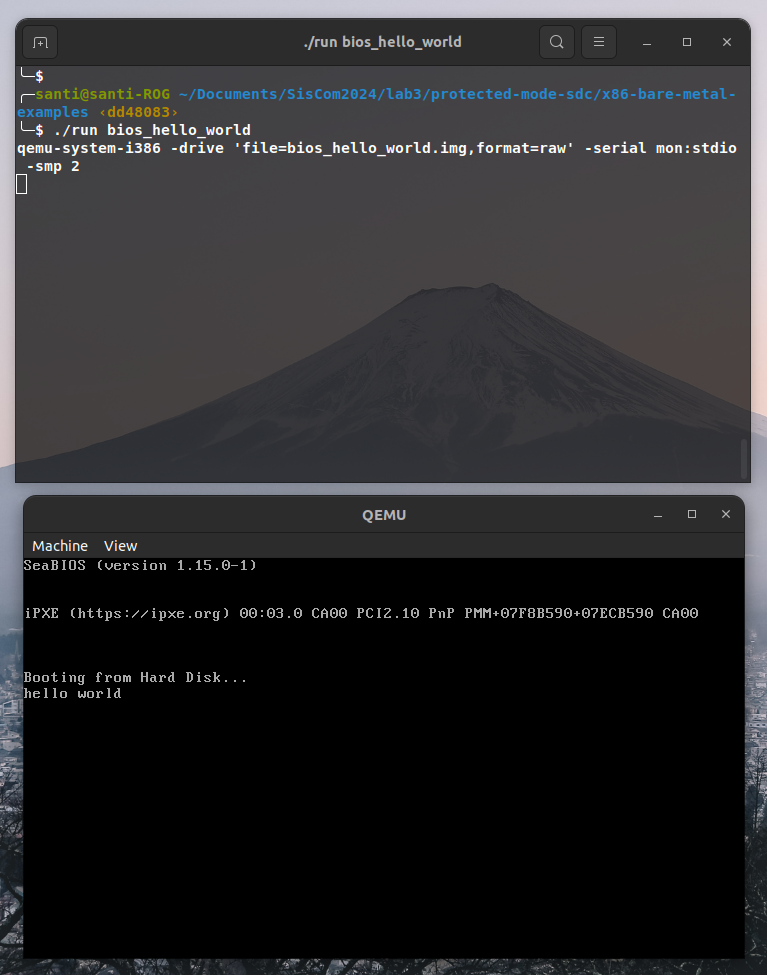 ./run bios_hello_world
╰─$
╭─santi@santi-ROG ~/Documents/SisCom2024/lab3/protected-mode-sdc/x86-bare-metal-
examples ‹dd48083›
╰─$ ./run bios_hello_world
qemu-system-i386 -drive 'file=bios_hello_world.img,format=raw' -serial mon:stdio
 -smp 2
QEMU
Machine View
SeaBIOS (version 1.15.0-1)
iPXE (https://ipxe.org) 00:03.0 CA00 PCI2.10 PnP PMM+07F8B590+07ECB590 CA00
Booting from Hard Disk...
hello world